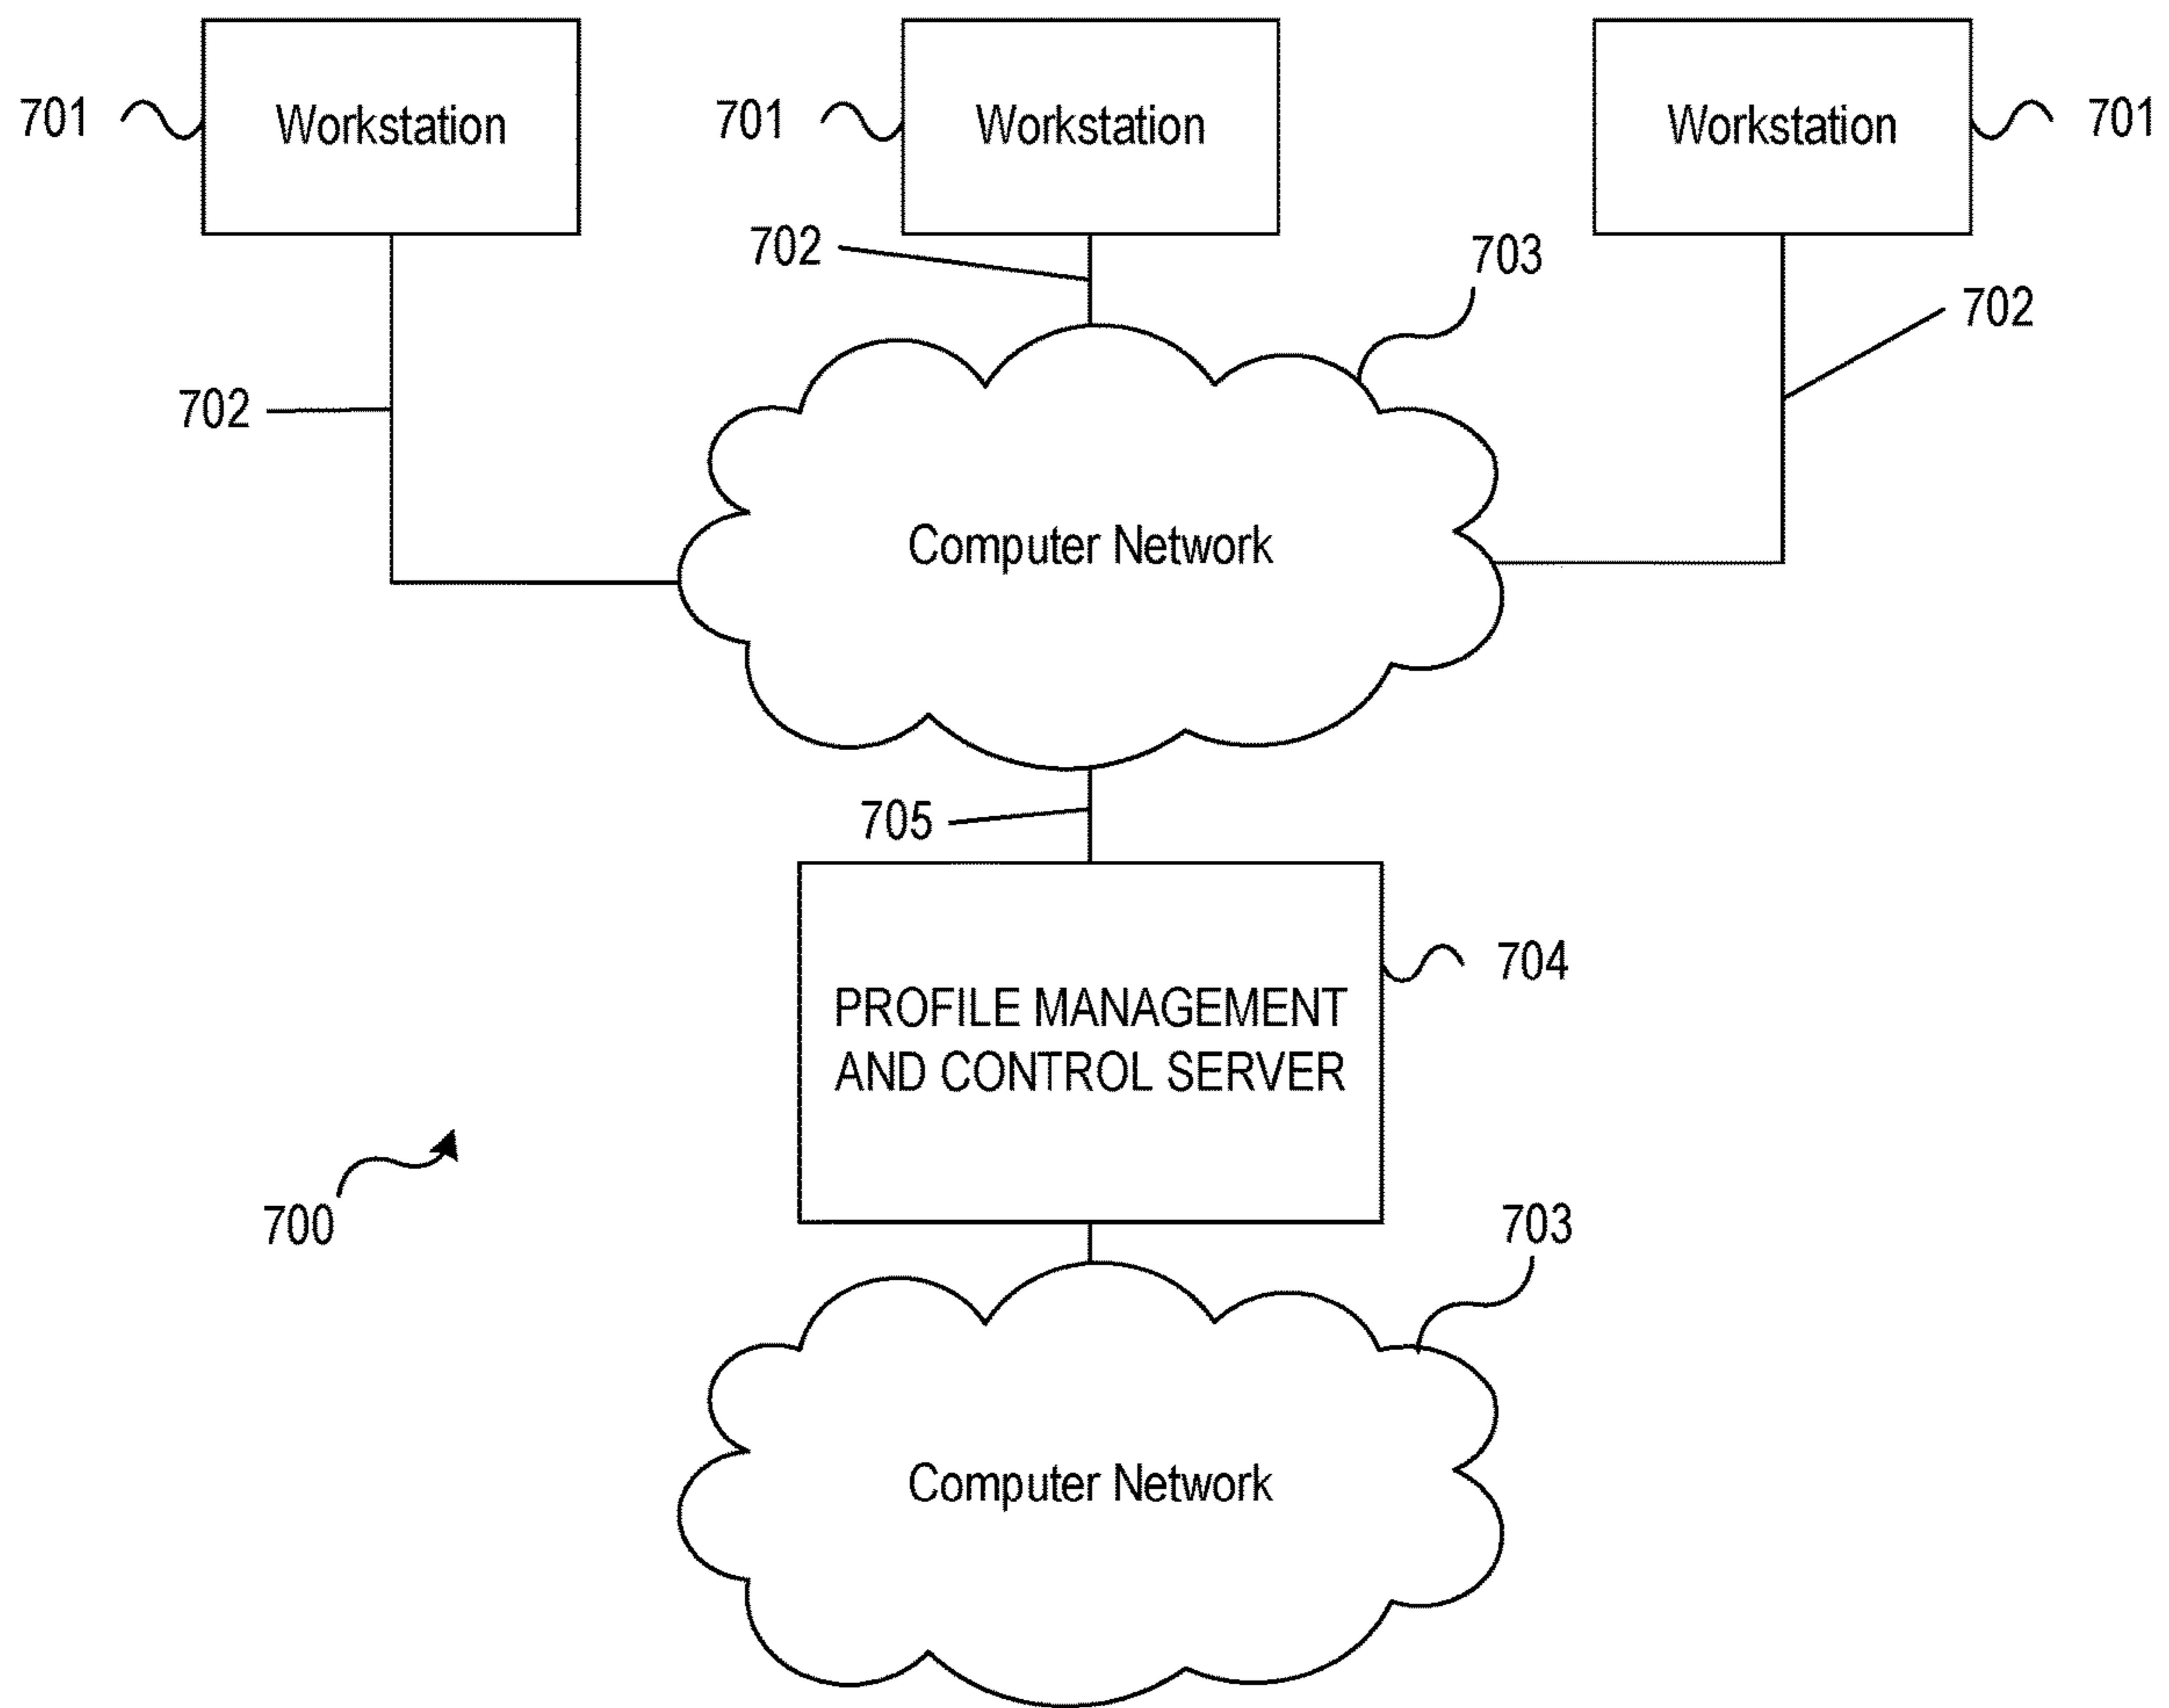 701
Workstation
701
Workstation
Workstation
701
702
703
702
702
Computer Network
705
704
PROFILE MANAGEMENT
AND CONTROL SERVER
700
703
Computer Network